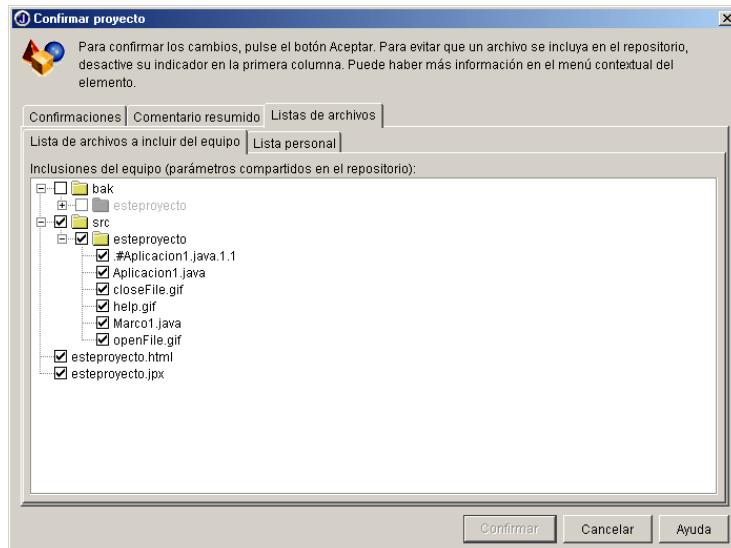 Confirmar proyecto
Para confirmar los cambios, pulse el botón Aceptar. Para evitar que un archivo se incluya en el repositorio,
desactive su indicador en la primera columna. Puede haber más información en el menú contextual del
elemento.
Confirmaciones Comentario resumido Listas de archivos
Lista de archivos a incluir del equipo Lista personal
Inclusiones del equipo (parámetros compartidos en el repositorio):
bak
esteproyecto
src
esteproyecto
.#Aplicacion1.java.1.1
Aplicacion1.java
closeFile.gif
help.gif
Marco1.java
openFile.gif
esteproyecto.html
esteproyecto.jpx
Confirmar Cancelar Ayuda